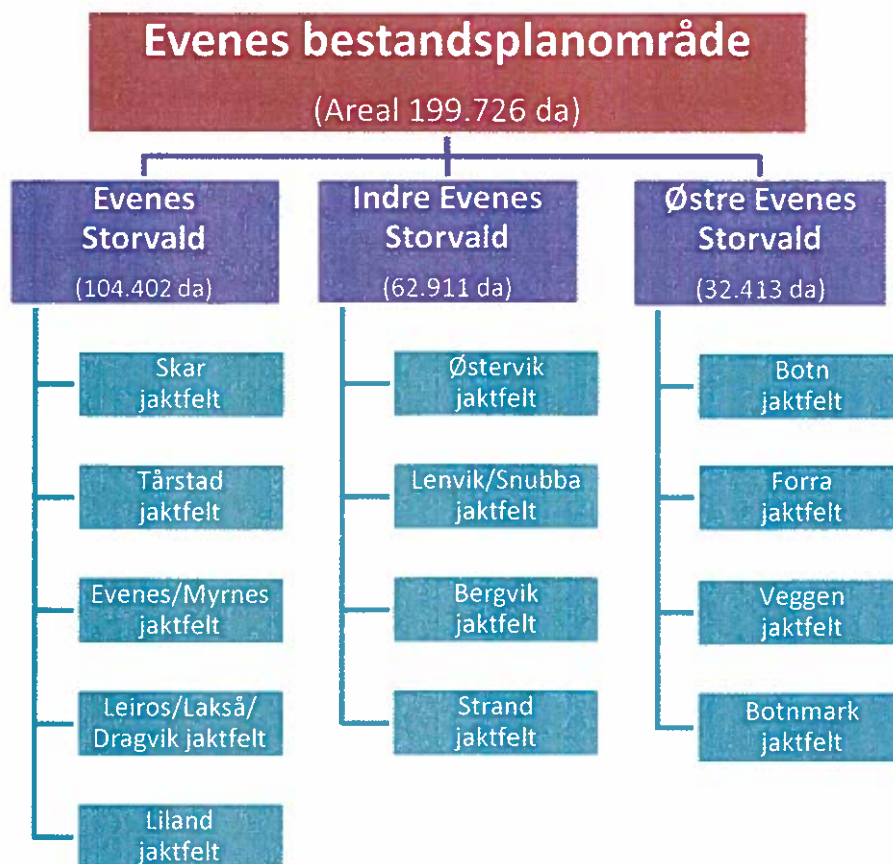 Evenes bestandsplanområde
(Areal 199.726 da)
Evenes
Storvald
(104.402 da)
Skar
jaktfelt
Tårstad
jaktfelt
Evenes/Myrnes
jaktfelt
Leiros/Lakså/
Dragvik jaktfelt
Liland
jaktfelt
Indre Evenes
Storvald
(62.911 da)
Østervik
jaktfelt
Lenvik/Snubba
jaktfelt
Bergvik
jaktfelt
Strand
jaktfelt
Østre Evenes
Storvald
(32.413 da)
Botn
jaktfelt
Forra
jaktfelt
Veggen
jaktfelt
Botnmark
jaktfelt